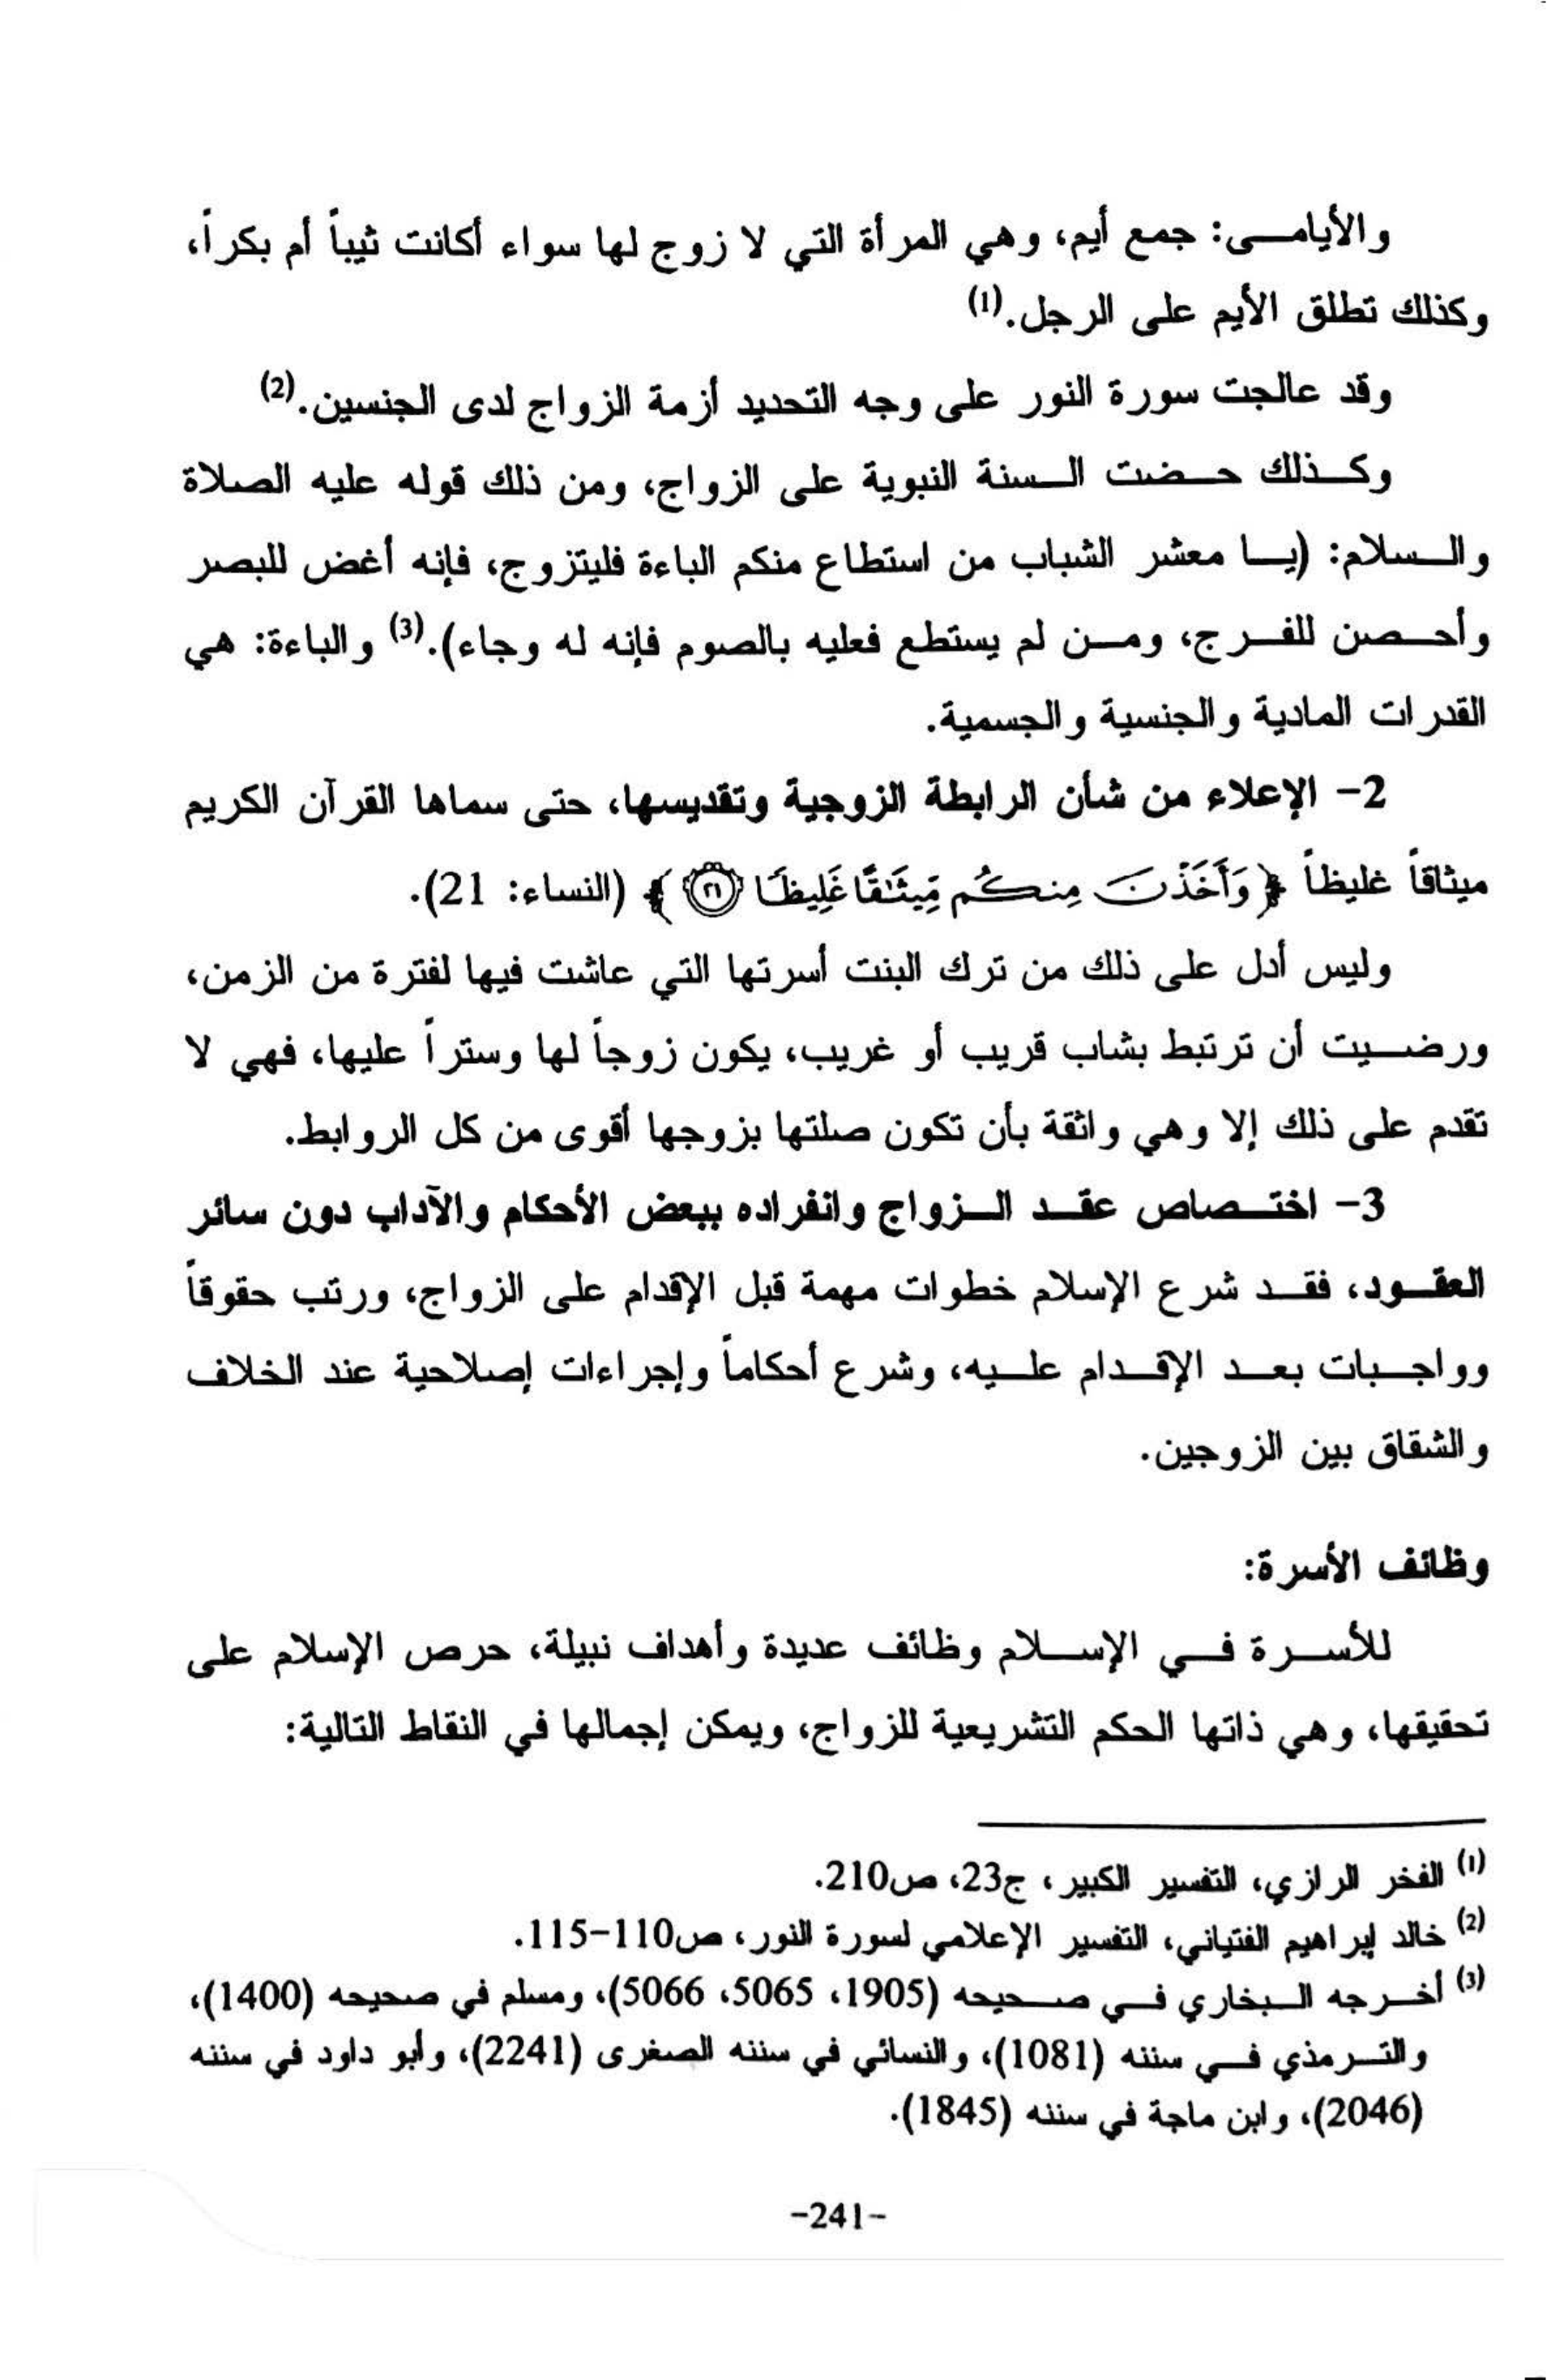 والأيامى: جمع أيم، وهي المرأة التي لا زوج لها سواء أكانت ثيباً أم بكراً،
وكذلك تطلق الأيم على الرجل.(1)
وقد عالجت سورة النور على وجه التحديد أزمة الزواج لدى الجنسين.(2)
وكذلك حضت السنة النبوية على الزواج، ومن ذلك قوله عليه الصلاة
والسلام: (يا معشر الشباب من استطاع منكم الباءة فليتزوج، فإنه أغض للبصر
وأحصن للفرج، ومن لم يستطع فعليه بالصوم فإنه له وجاء).(3) والباءة: هي
القدرات المادية والجنسية والجسمية.
2- الإعلاء من شأن الرابطة الزوجية وتقديسها، حتى سماها القرآن الكريم
ميثاقاً غليظاً ﴿وَأَخَذْنَ مِنكُم مِّيثَٰقًا غَلِيظًا ٢١﴾ (النساء: 21).
وليس أدل على ذلك من ترك البنت أسرتها التي عاشت فيها لفترة من الزمن،
ورضيت أن ترتبط بشاب قريب أو غريب، يكون زوجاً لها وستراً عليها، فهي لا
تقدم على ذلك إلا وهي واثقة بأن تكون صلتها بزوجها أقوى من كل الروابط.
3- اختصاص عقد الزواج وانفراده ببعض الأحكام والآداب دون سائر
العقود، فقد شرع الإسلام خطوات مهمة قبل الإقدام على الزواج، ورتب حقوقاً
وواجبات بعد الإقدام عليه، وشرع أحكاماً وإجراءات إصلاحية عند الخلاف
والشقاق بين الزوجين.
وظائف الأسرة:
للأسرة في الإسلام وظائف عديدة وأهداف نبيلة، حرص الإسلام على
تحقيقها، وهي ذاتها الحكم التشريعية للزواج، ويمكن إجمالها في النقاط التالية:
(1) الفخر الرازي، التفسير الكبير، ج23، ص210.
(2) خالد إبراهيم الفتياني، التفسير الإعلامي لسورة النور، ص110-115.
(3) أخرجه البخاري في صحيحه (1905، 5065، 5066)، ومسلم في صحيحه (1400)،
والترمذي في سننه (1081)، والنسائي في سننه الصغرى (2241)، وأبو داود في سننه
(2046)، وابن ماجة في سننه (1845).
-241-